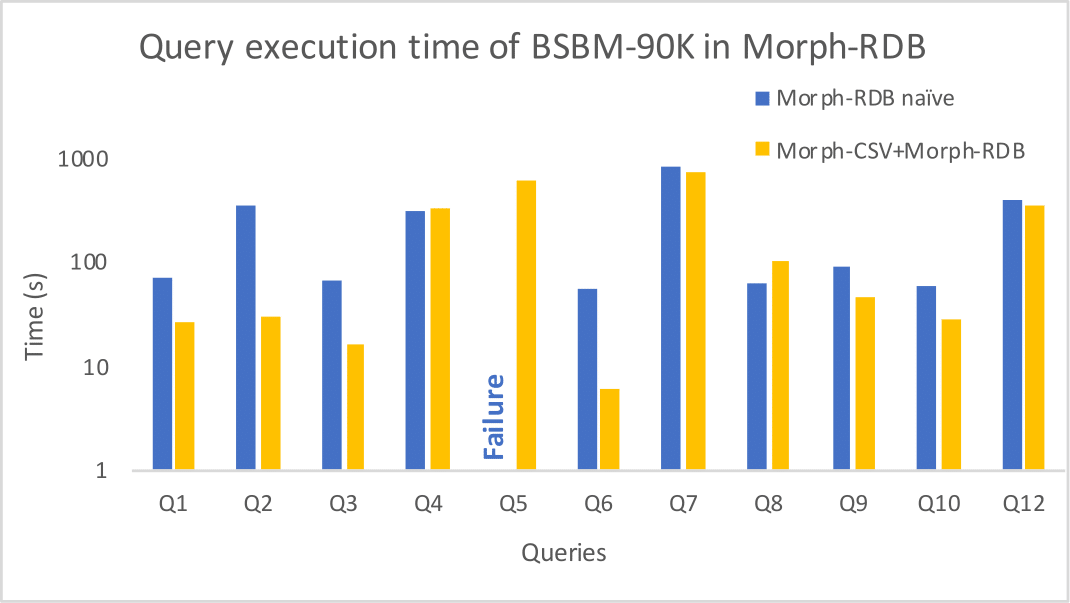 Query execution time of BSBM-90K in Morph-RDB
Morph-RDB naïve
Morph-CSV+Morph-RDB
1000
100
10
1
Time (s)
Failure
Q1 Q2 Q3 Q4 Q5 Q6 Q7 Q8 Q9 Q10 Q12
Queries